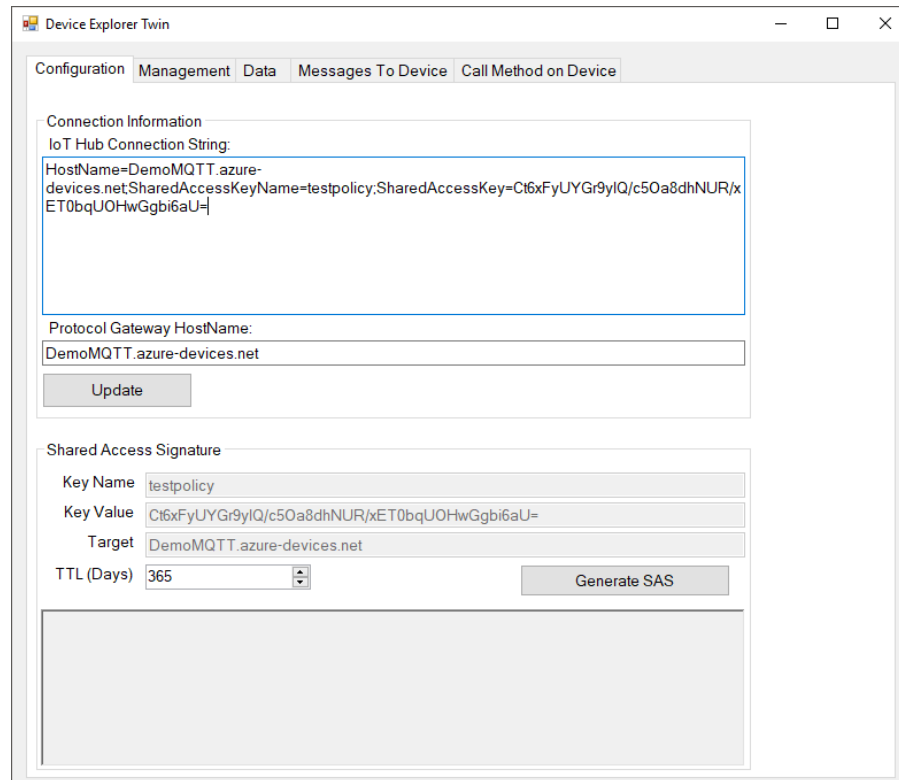 Device Explorer Twin
Configuration Management Data Messages To Device Call Method on Device
Connection Information
IoT Hub Connection String:
HostName=DemoMQTT.azure-
devices.net;SharedAccessKeyName=testpolicy;SharedAccessKey=Ct6xFyUYGr9ylQ/c5Oa8dhNUR/x
ET0bqUOHwGgbi6aU=
Protocol Gateway HostName:
DemoMQTT.azure-devices.net
Update
Shared Access Signature
Key Name testpolicy
Key Value Ct6xFyUYGr9ylQ/c5Oa8dhNUR/xET0bqUOHwGgbi6aU=
Target DemoMQTT.azure-devices.net
TTL (Days) 365
Generate SAS